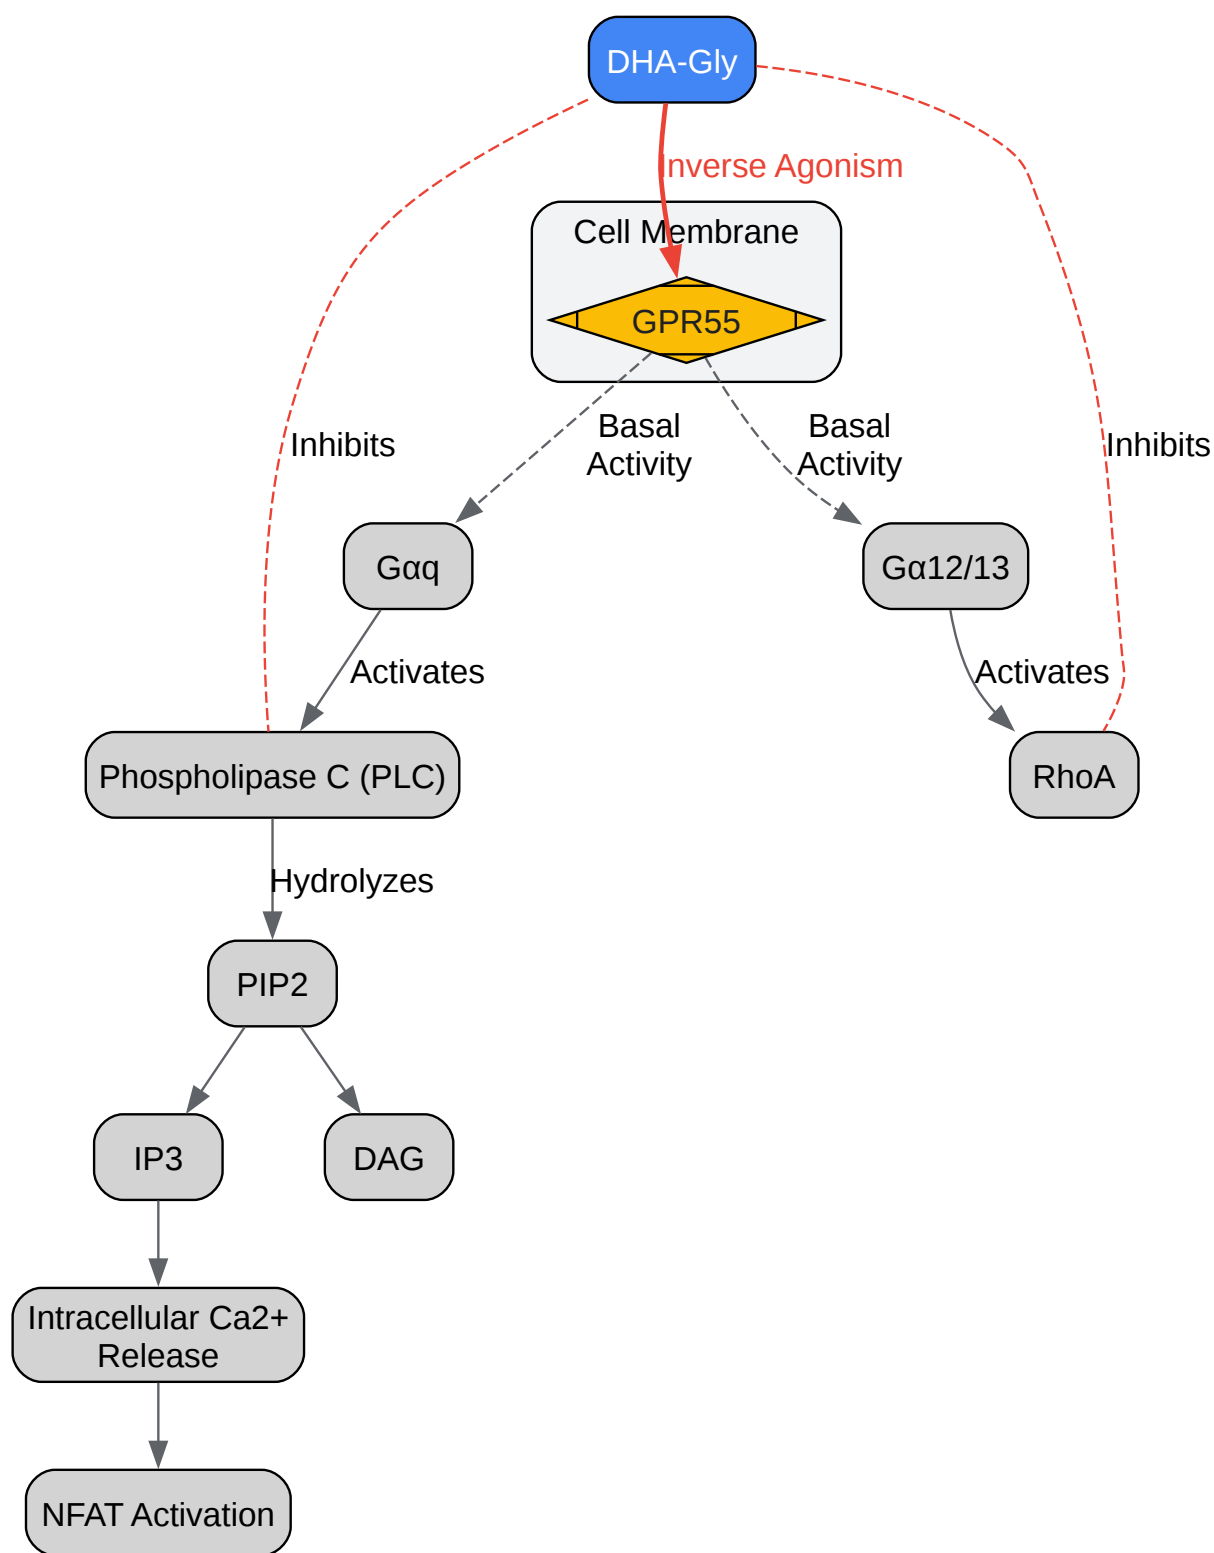 DHA-Gly
Inverse Agonism
Cell Membrane
GPR55
Inhibits
Basal
Activity
Basal
Activity
Inhibits
Gαq
Gα12/13
Activates
Activates
Phospholipase C (PLC)
RhoA
Hydrolyzes
PIP2
IP3
DAG
Intracellular Ca2+
Release
NFAT Activation